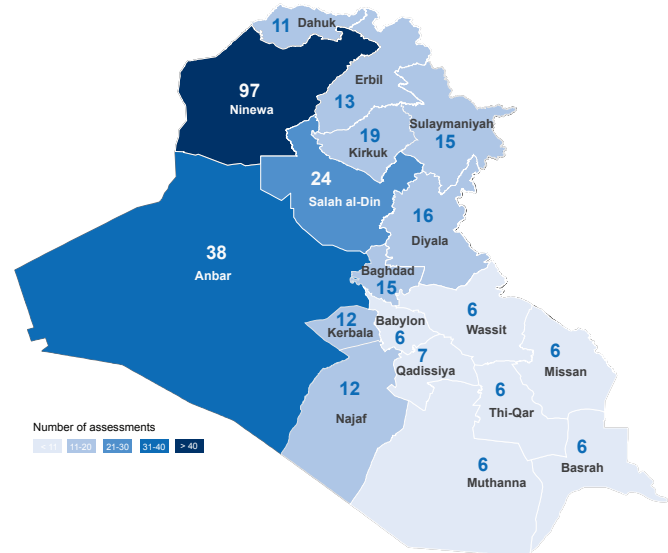 11 Dahuk
97
Ninewa
Erbil
13
19
Kirkuk
Sulaymaniyah
15
24
Salah al-Din
16
Diyala
38
Anbar
Baghdad
15
12
Kerbala
Babylon
6
6
Wassit
7
Qadissiya
6
Missan
12
Najaf
6
Thi-Qar
6
Basrah
6
Muthanna
Number of assessments
< 11 11-20 21-30 31-40 > 40